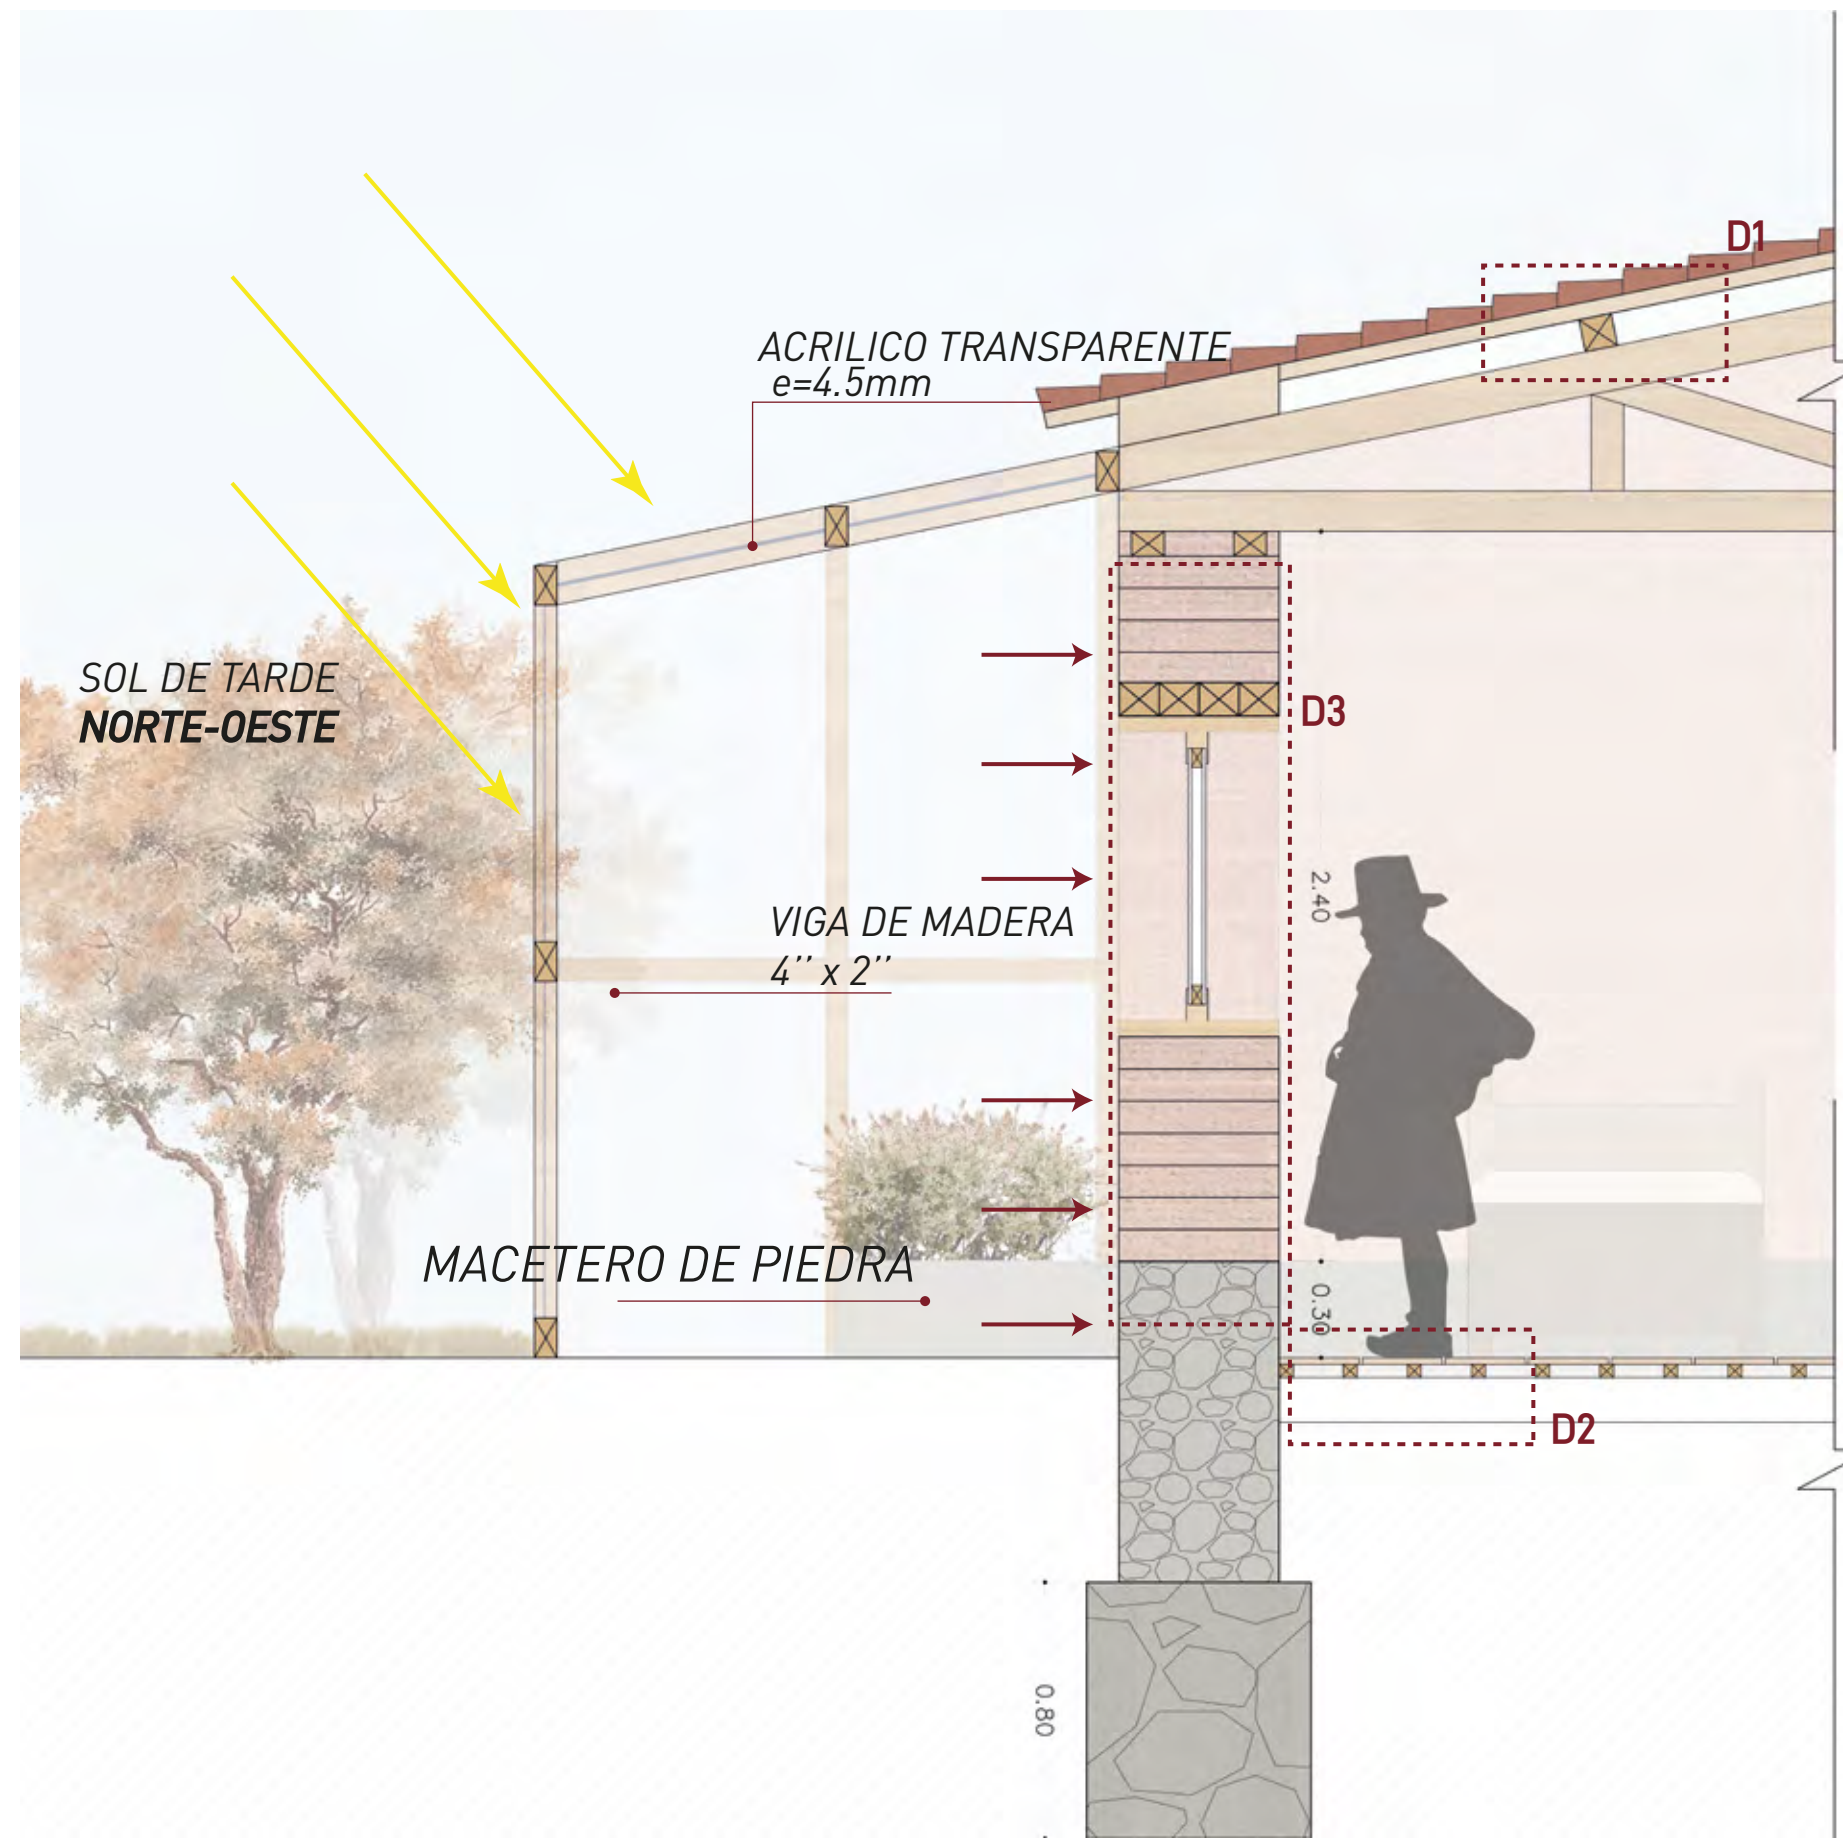 D1
ACRILICO TRANSPARENTE
e=4.5mm
SOL DE TARDE
NORTE-OESTE
D3
2.40
VIGA DE MADERA
4’’ x 2’’
MACETERO DE PIEDRA
0.30
D2
0.80